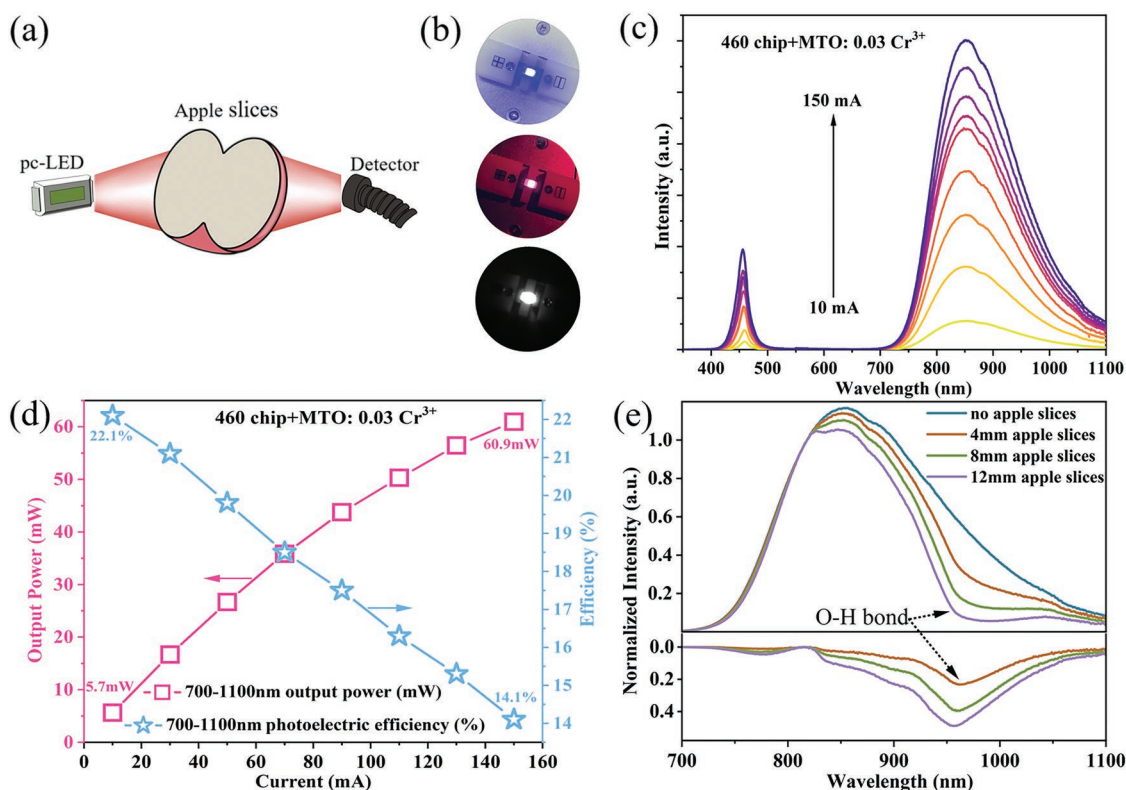 (a)
Apple slices
pc-LED
Detector
(b)
(c)
460 chip+MTO: 0.03 Cr³⁺
150 mA
10 mA
Intensity (a.u.)
400 500 600 700 800 900 1000 1100
Wavelength (nm)
(d)
460 chip+MTO: 0.03 Cr³⁺
22.1%
60.9mW
5.7mW
14.1%
700-1100nm output power (mW)
700-1100nm photoelectric efficiency (%)
Output Power (mW)
0 5 10 15 20 30 40 50 60
Efficiency (%)
14 15 16 17 18 19 20 21 22
0 20 40 60 80 100 120 140 160
Current (mA)
(e)
no apple slices
4mm apple slices
8mm apple slices
12mm apple slices
O-H bond
Normalized Intensity (a.u.)
1.0
0.8
0.6
0.4
0.2
0.0
0.4
700 800 900 1000 1100
Wavelength (nm)